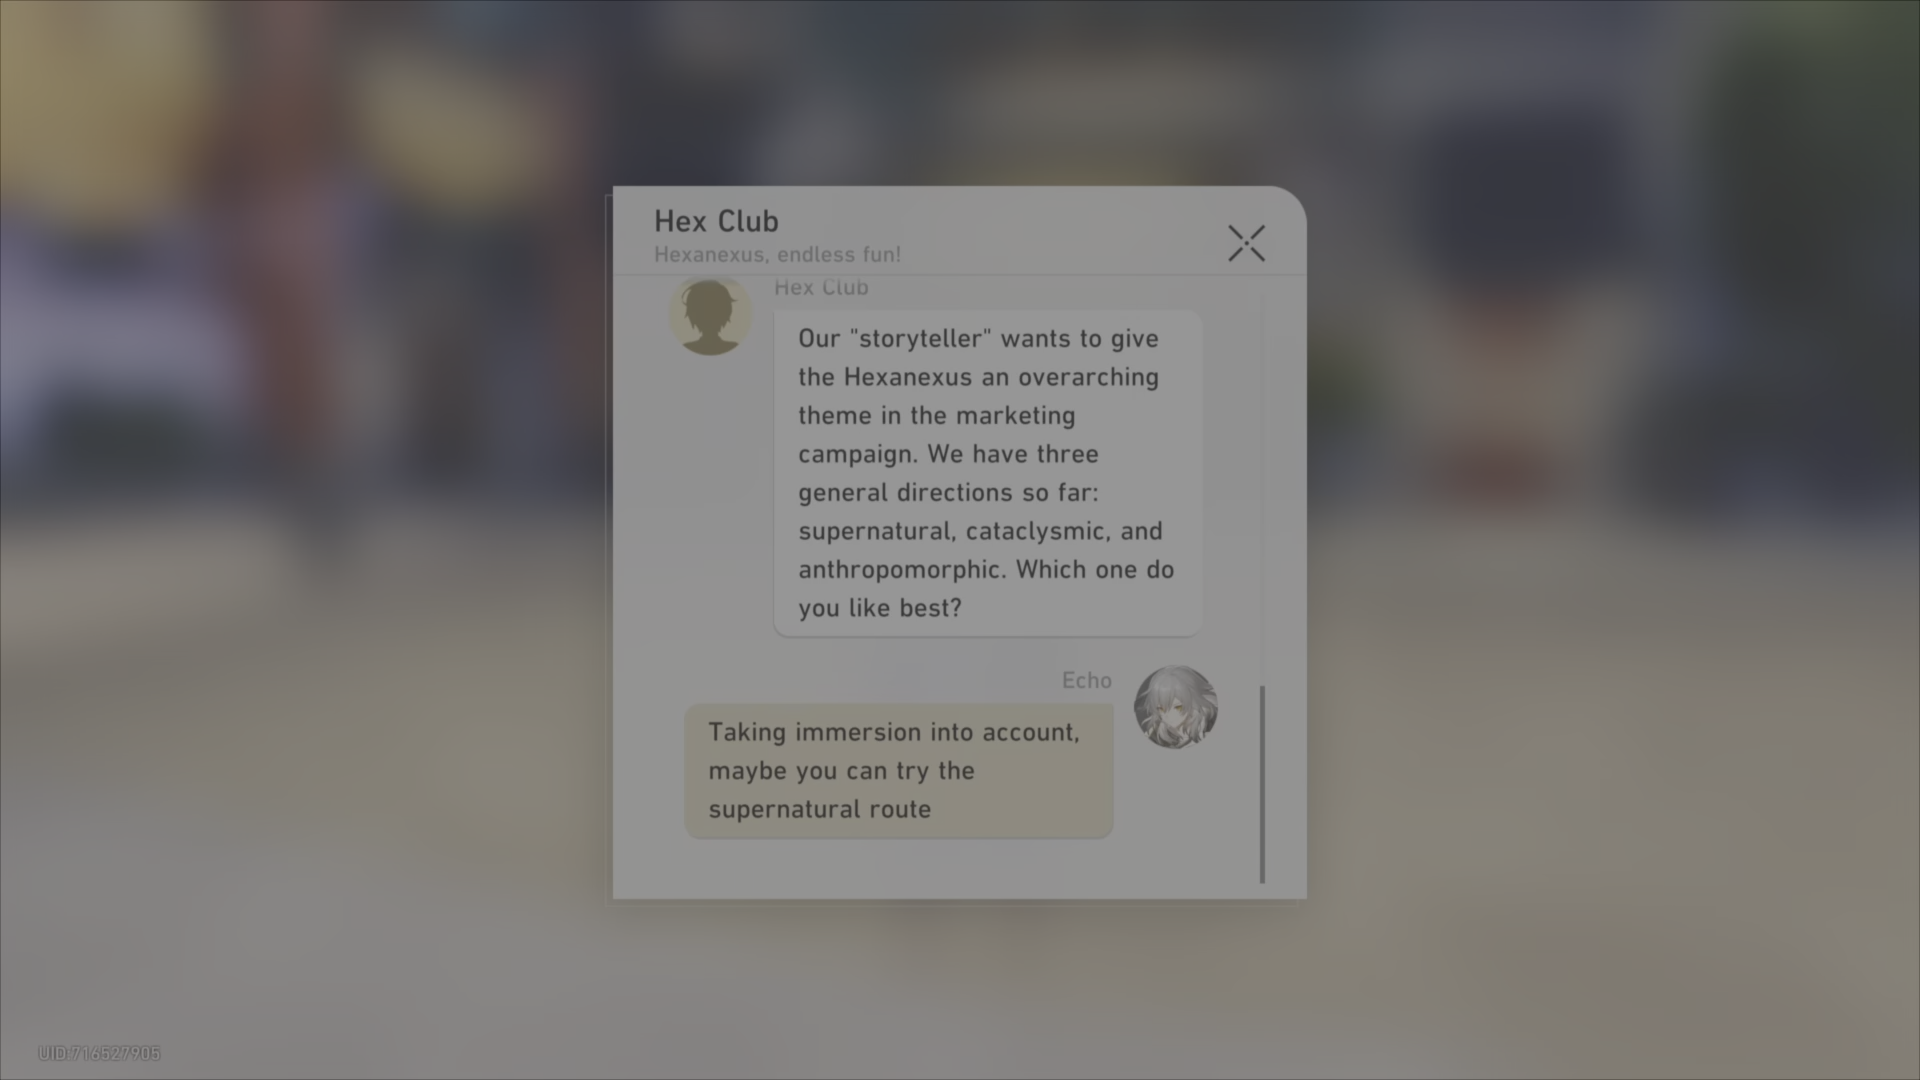 Hex Club
Hexanexus, endless fun!
Hex Club
Our "storyteller" wants to give
the Hexanexus an overarching
theme in the marketing
campaign. We have three
general directions so far:
supernatural, cataclysmic, and
anthropomorphic. Which one do
you like best?
Echo
Taking immersion into account,
maybe you can try the
supernatural route
UID:716527905